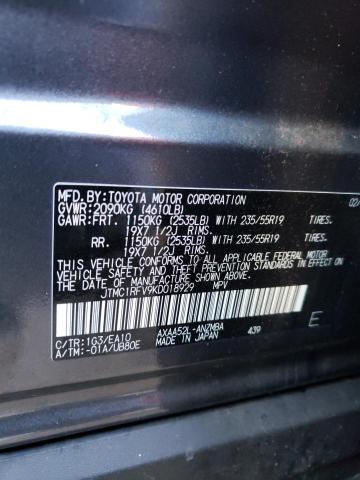 MFD.BY:TOYOTA MOTOR CORPORATION 02/
GVWR:2090KG (4610LB)
GAWR:FRT. 1150KG (2535LB) WITH 235/55R19 TIRES.
19X7 1/2J RIMS.
RR. 1150KG (2535LB) WITH 235/55R19 TIRES.
19X7 1/2J RIMS.
THIS VEHICLE CONFORMS TO ALL APPLICABLE FEDERAL MOTOR
VEHICLE SAFETY AND BUMPER STANDARDS IN EFFECT ON
THE DATE OF MANUFACTURE SHOWN ABOVE.
JTMC1RFV9KD018929 MPV
C/TR:1G3/EA10 AXAA52L-ANZMBA 439 E
A/TM:-01A/UB80E MADE IN JAPAN